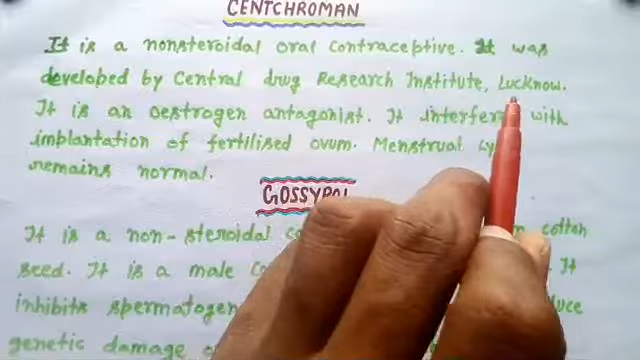 CENTCHROMAN
It is a nonsteroidal oral contraceptive. It was
developed by Central drug Research Institute, Lucknow.
It is an oestrogen antagonist. It with
implantation of fertilised ovum. Menstrual
remains normal.
GOSSYPOL
It is a non-steroidal cotton
seed. It is a male It
inhibits
genetic damage